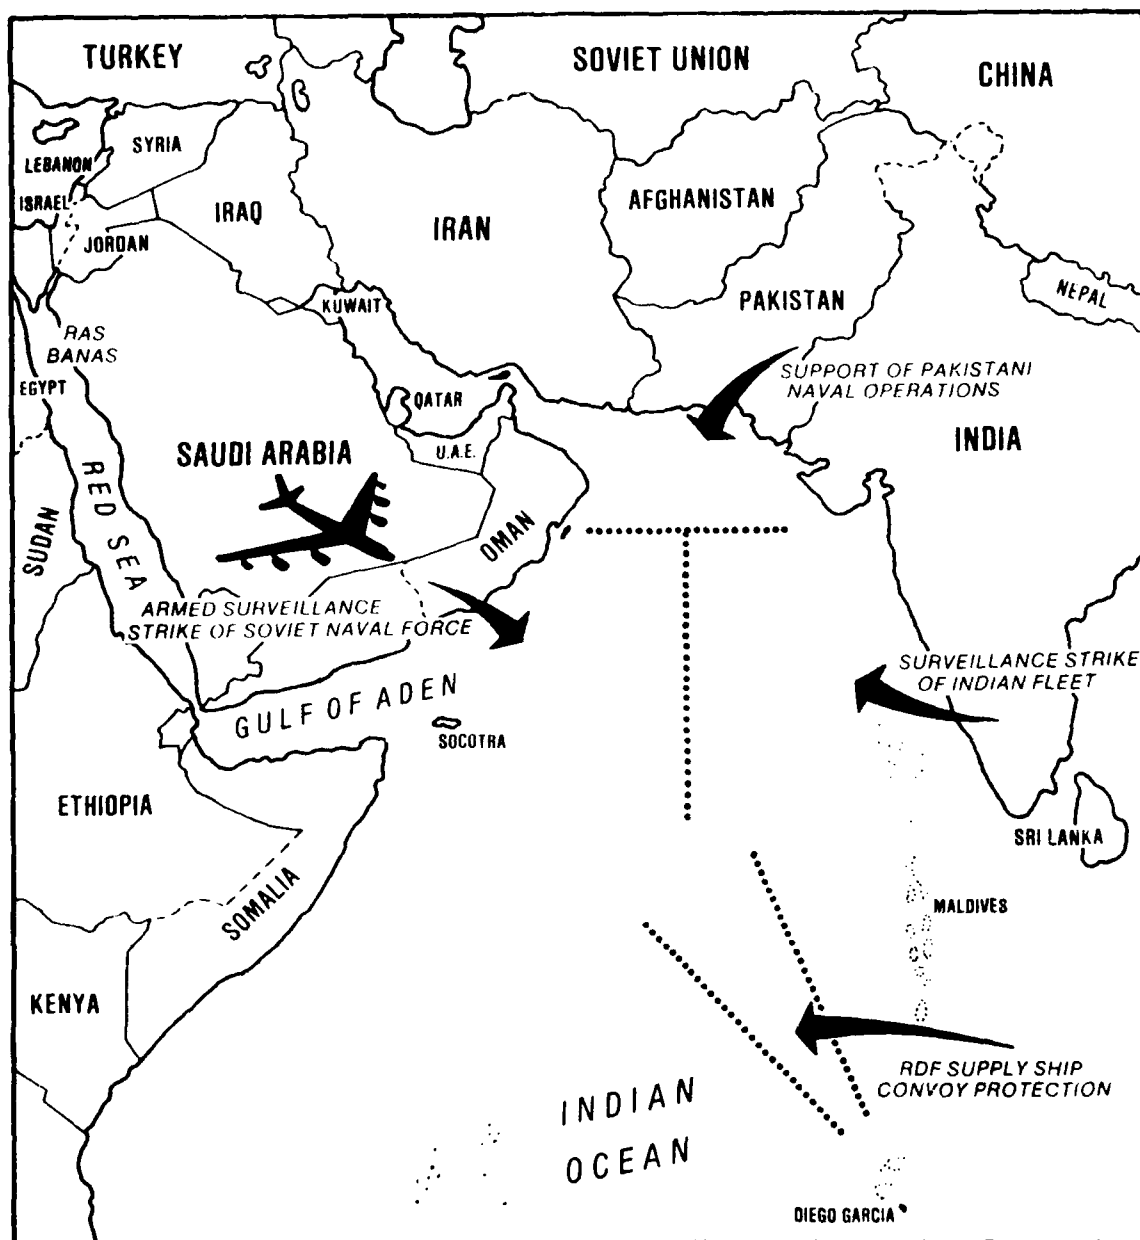 TURKEY
SOVIET UNION
CHINA
SYRIA
LEBANON
ISRAEL
IRAQ
IRAN
AFGHANISTAN
JORDAN
KUWAIT
PAKISTAN
NEPAL
RAS
BANAS
EGYPT
QATAR
SUPPORT OF PAKISTANI
NAVAL OPERATIONS
SAUDI ARABIA
U.A.E.
INDIA
RED SEA
SUDAN
OMAN
ARMED SURVEILLANCE
STRIKE OF SOVIET NAVAL FORCE
SURVEILLANCE STRIKE
OF INDIAN FLEET
GULF OF ADEN
SOCOTRA
ETHIOPIA
SRI LANKA
SOMALIA
MALDIVES
KENYA
RDF SUPPLY SHIP
CONVOY PROTECTION
INDIAN
OCEAN
DIEGO GARCIA